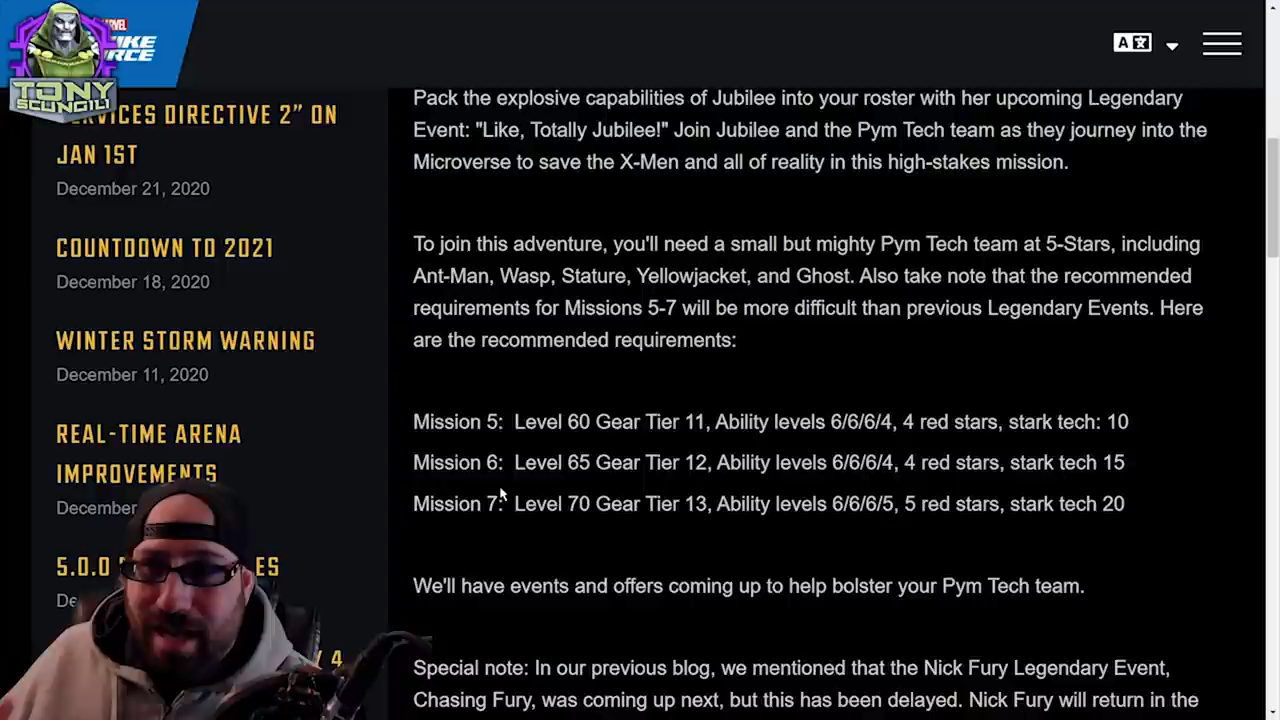 MARVEL
TONY
SCUNGILI
SERVICES DIRECTIVE 2” ON
JAN 1ST
December 21, 2020
COUNTDOWN TO 2021
December 18, 2020
WINTER STORM WARNING
December 11, 2020
REAL-TIME ARENA
IMPROVEMENTS
December
5.0.0
ES
De
4
Pack the explosive capabilities of Jubilee into your roster with her upcoming Legendary
Event: "Like, Totally Jubilee!" Join Jubilee and the Pym Tech team as they journey into the
Microverse to save the X-Men and all of reality in this high-stakes mission.
To join this adventure, you'll need a small but mighty Pym Tech team at 5-Stars, including
Ant-Man, Wasp, Stature, Yellowjacket, and Ghost. Also take note that the recommended
requirements for Missions 5-7 will be more difficult than previous Legendary Events. Here
are the recommended requirements:
Mission 5: Level 60 Gear Tier 11, Ability levels 6/6/6/4, 4 red stars, stark tech: 10
Mission 6: Level 65 Gear Tier 12, Ability levels 6/6/6/4, 4 red stars, stark tech 15
Mission 7: Level 70 Gear Tier 13, Ability levels 6/6/6/5, 5 red stars, stark tech 20
We'll have events and offers coming up to help bolster your Pym Tech team.
Special note: In our previous blog, we mentioned that the Nick Fury Legendary Event,
Chasing Fury, was coming up next, but this has been delayed. Nick Fury will return in the